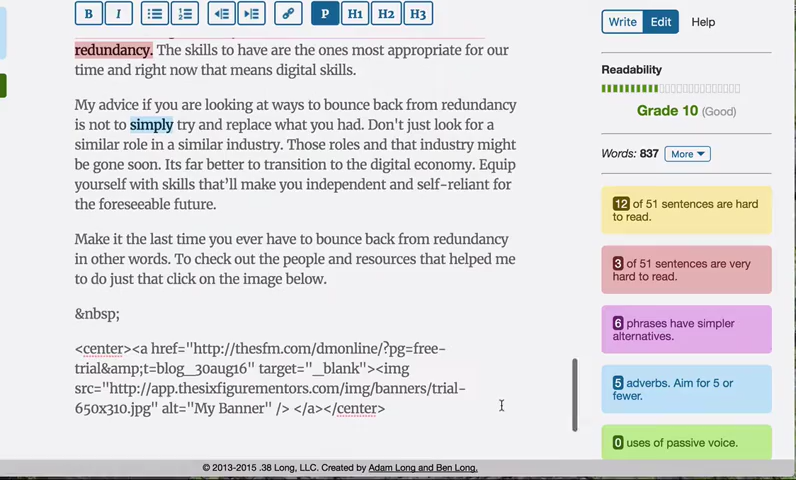 B I P H1 H2 H3
redundancy. The skills to have are the ones most appropriate for our
time and right now that means digital skills.
My advice if you are looking at ways to bounce back from redundancy
is not to simply try and replace what you had. Don't just look for a
similar role in a similar industry. Those roles and that industry might
be gone soon. Its far better to transition to the digital economy. Equip
yourself with skills that'll make you independent and self-reliant for
the foreseeable future.
Make it the last time you ever have to bounce back from redundancy
in other words. To check out the people and resources that helped me
to do just that click on the image below.
&nbsp;
<center><a href="http://thesfm.com/dmonline/?pg=free-
trial&amp;t=blog_30aug16" target="_blank"><img
src="http://app.thesixfigurementors.com/img/banners/trial-
650x310.jpg" alt="My Banner" /> </a></center>
Write Edit Help
Readability
Grade 10 (Good)
Words: 837 More
12 of 51 sentences are hard
to read.
3 of 51 sentences are very
hard to read.
6 phrases have simpler
alternatives.
5 adverbs. Aim for 5 or
fewer.
0 uses of passive voice.
© 2013-2015 .38 Long, LLC. Created by Adam Long and Ben Long.